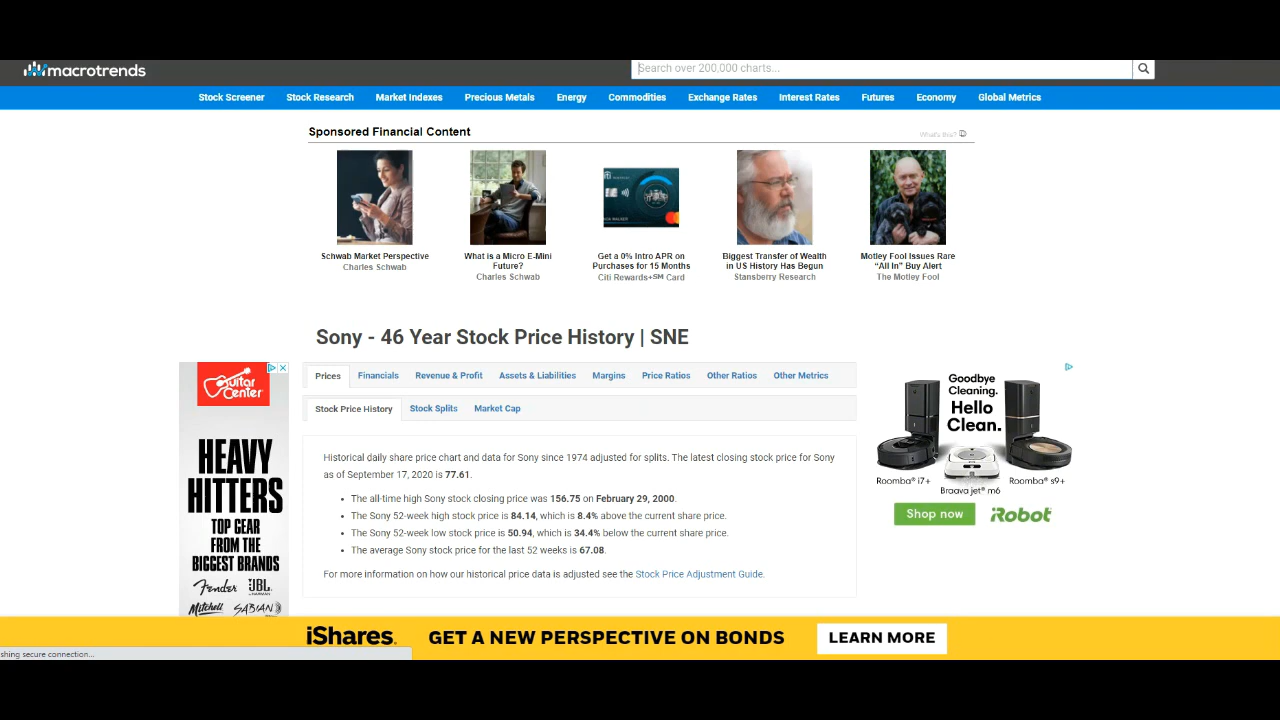 macrotrends
Search over 200,000 charts...
Stock Screener Stock Research Market Indexes Precious Metals Energy Commodities Exchange Rates Interest Rates Futures Economy Global Metrics
Sponsored Financial Content
What's this?
Schwab Market Perspective
Charles Schwab
What is a Micro E-Mini
Future?
Charles Schwab
Get a 0% Intro APR on
Purchases for 15 Months
Citi Rewards+℠ Card
Biggest Transfer of Wealth
in US History Has Begun
Stansberry Research
Motley Fool Issues Rare
“All In” Buy Alert
The Motley Fool
Sony - 46 Year Stock Price History | SNE
Prices Financials Revenue & Profit Assets & Liabilities Margins Price Ratios Other Ratios Other Metrics
Stock Price History Stock Splits Market Cap
Historical daily share price chart and data for Sony since 1974 adjusted for splits. The latest closing stock price for Sony
as of September 17, 2020 is 77.61.
• The all-time high Sony stock closing price was 156.75 on February 29, 2000.
• The Sony 52-week high stock price is 84.14, which is 8.4% above the current share price.
• The Sony 52-week low stock price is 50.94, which is 34.4% below the current share price.
• The average Sony stock price for the last 52 weeks is 67.08.
For more information on how our historical price data is adjusted see the Stock Price Adjustment Guide.
Guitar
Center
HEAVY
HITTERS
TOP GEAR
FROM THE
BIGGEST BRANDS
Fender JBL
Mitchell SABIAN
Goodbye
Cleaning.
Hello
Clean.
Roomba® i7+
Braava jet® m6
Roomba® s9+
Shop now
iRobot
iShares.
GET A NEW PERSPECTIVE ON BONDS
LEARN MORE
shing secure connection...